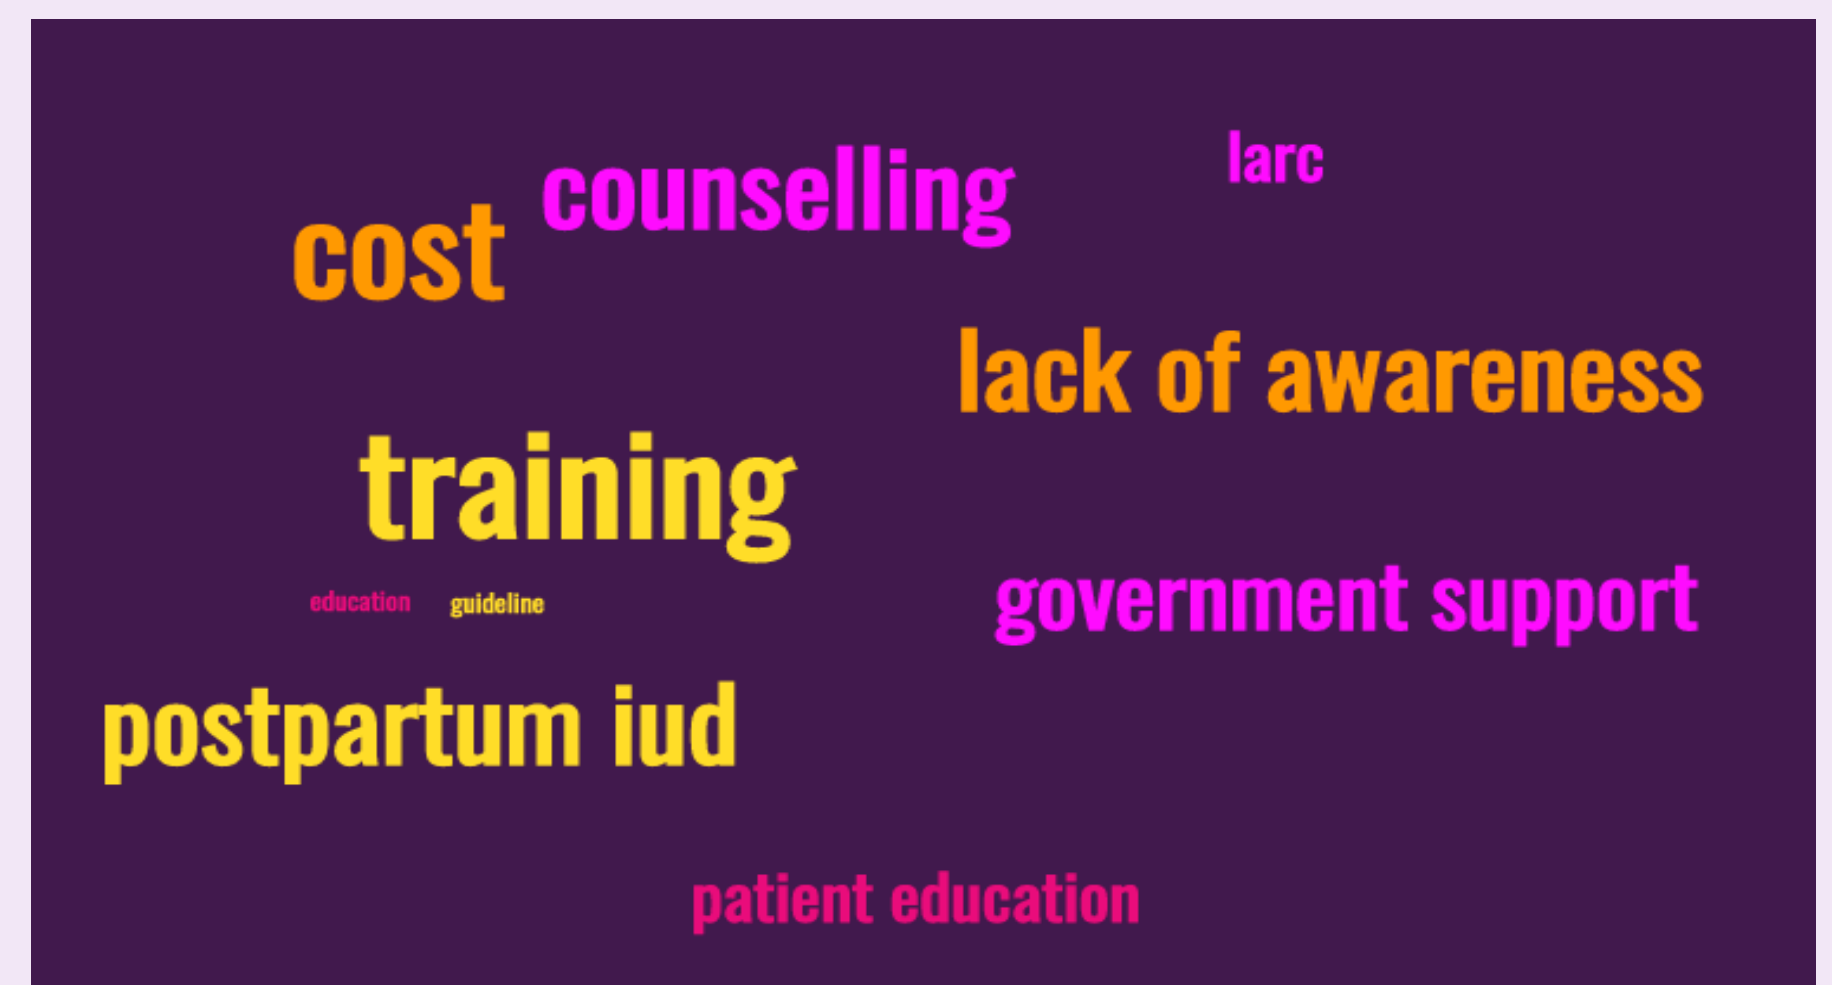 larc
counselling
cost
lack of awareness
training
education
guideline
government support
postpartum iud
patient education